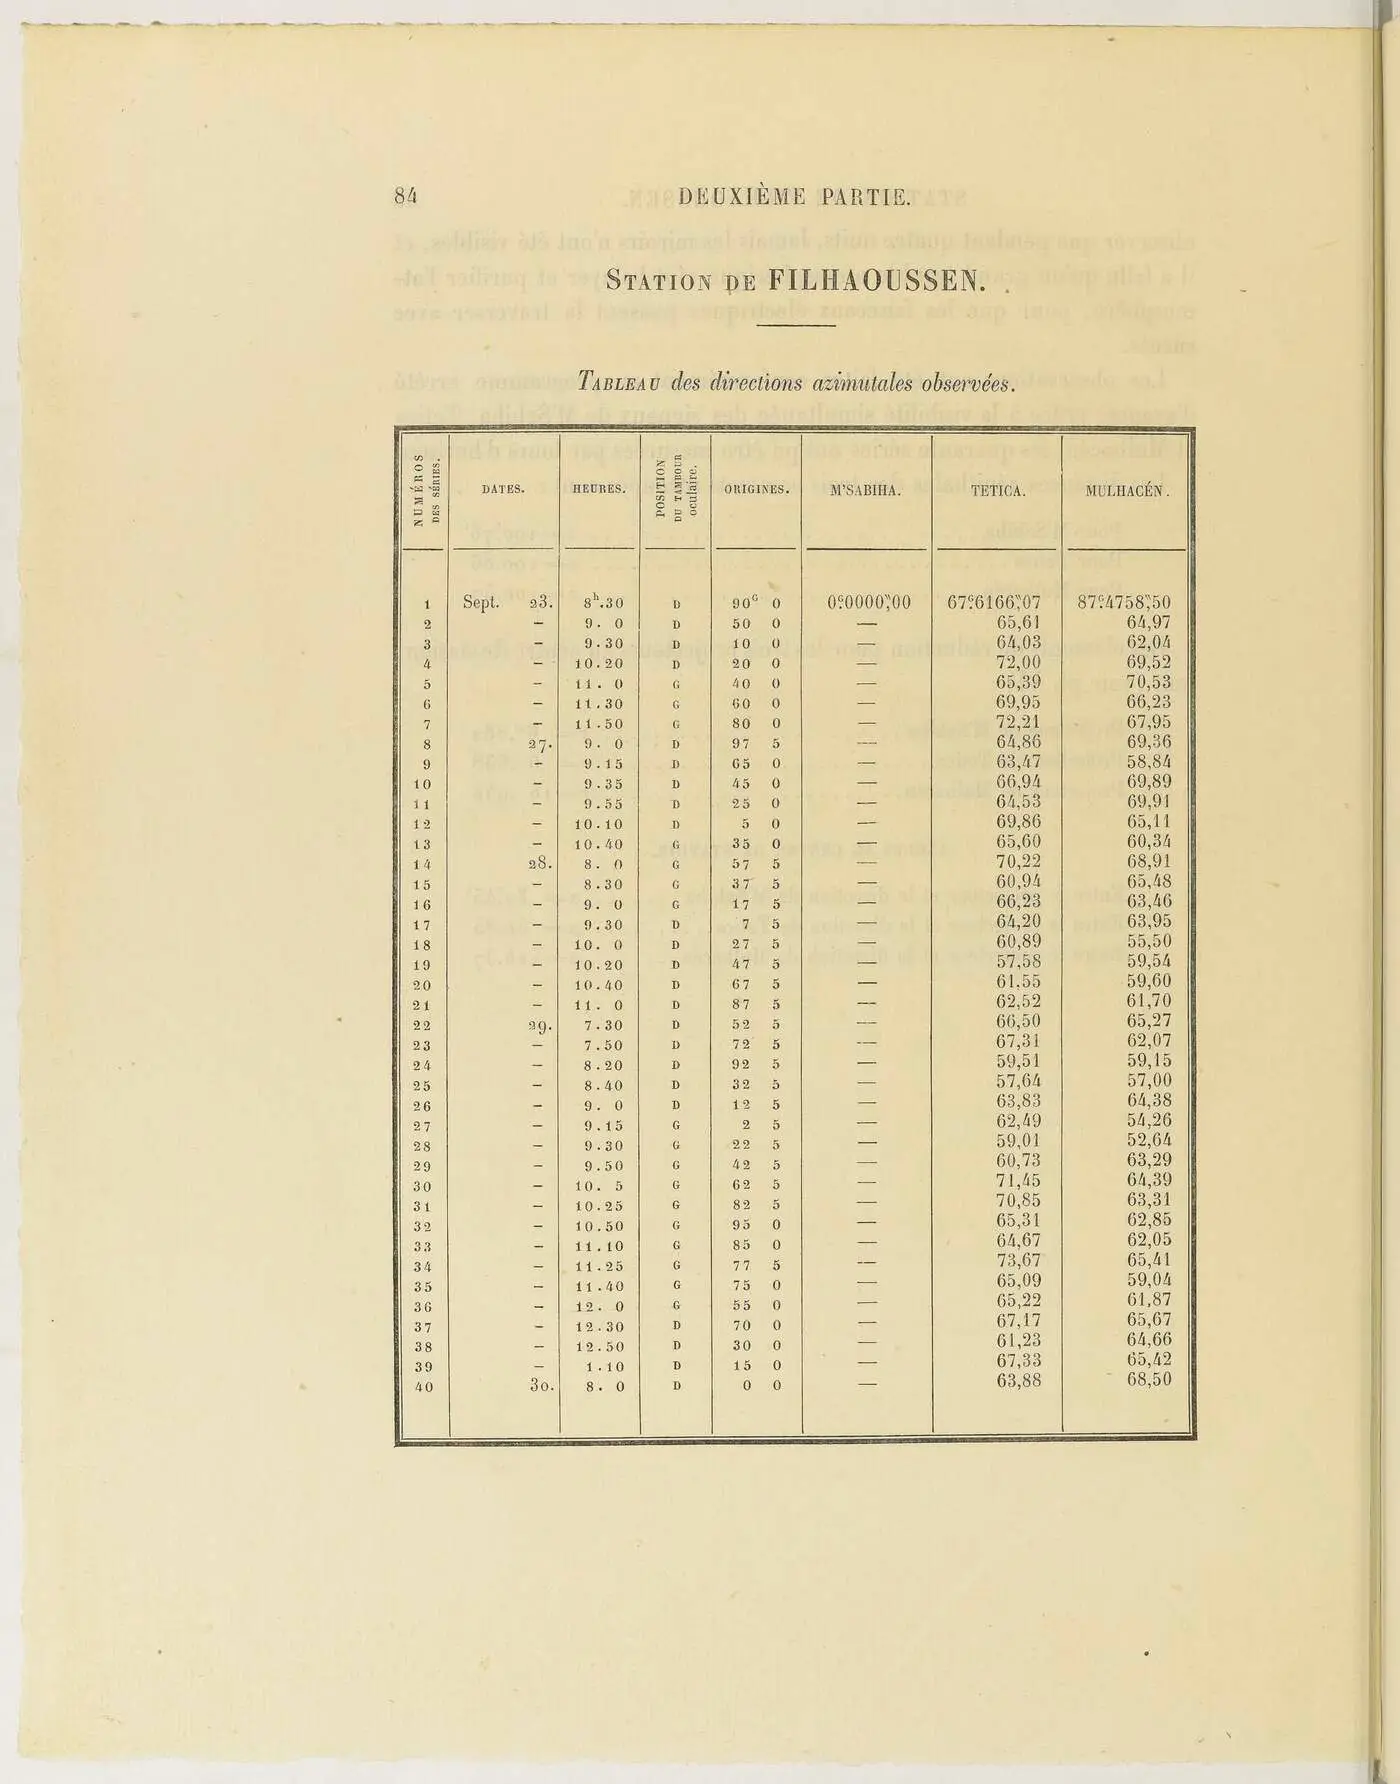 84 DEUXIÈME PARTIE.
STATION DE FILHAOUSSEN.
TABLEAU des directions azimutales observées.
NUMÉROS DES SÉRIES. DATES. HEURES. POSITION DU TAMBOUR oculaire. ORIGINES. M'SABIHA. TETICA. MULHACÉN.
1 Sept. 23. 8h.30 D 90G 0 0G0000",00 67G6166",07 87G4758",50
2 — 9. 0 D 50 0 — 65,61 64,97
3 — 9.30 D 10 0 — 64,03 62,04
4 — 10.20 D 20 0 — 72,00 69,52
5 — 11. 0 G 40 0 — 65,39 70,53
6 — 11.30 G 60 0 — 69,95 66,23
7 — 11.50 G 80 0 — 72,21 67,95
8 27. 9. 0 D 97 5 — 64,86 69,36
9 — 9.15 D 65 0 — 63,47 58,84
10 — 9.35 D 45 0 — 66,94 69,89
11 — 9.55 D 25 0 — 64,53 69,91
12 — 10.10 D 5 0 — 69,86 65,11
13 — 10.40 G 35 0 — 65,60 60,34
14 28. 8. 0 G 57 5 — 70,22 68,91
15 — 8.30 G 37 5 — 60,94 65,48
16 — 9. 0 G 17 5 — 66,23 63,46
17 — 9.30 D 7 5 — 64,20 63,95
18 — 10. 0 D 27 5 — 60,89 55,50
19 — 10.20 D 47 5 — 57,58 59,54
20 — 10.40 D 67 5 — 61,55 59,60
21 — 11. 0 D 87 5 — 62,52 61,70
22 29. 7.30 D 52 5 — 66,50 65,27
23 — 7.50 D 72 5 — 67,31 62,07
24 — 8.20 D 92 5 — 59,51 59,15
25 — 8.40 D 32 5 — 57,64 57,00
26 — 9. 0 D 12 5 — 63,83 64,38
27 — 9.15 G 2 5 — 62,49 54,26
28 — 9.30 G 22 5 — 59,01 52,64
29 — 9.50 G 42 5 — 60,73 63,29
30 — 10. 5 G 62 5 — 71,45 64,39
31 — 10.25 G 82 5 — 70,85 63,31
32 — 10.50 G 95 0 — 65,31 62,85
33 — 11.10 G 85 0 — 64,67 62,05
34 — 11.25 G 77 5 — 73,67 65,41
35 — 11.40 G 75 0 — 65,09 59,04
36 — 12. 0 G 55 0 — 65,22 61,87
37 — 12.30 D 70 0 — 67,17 65,67
38 — 12.50 D 30 0 — 61,23 64,66
39 — 1.10 D 15 0 — 67,33 65,42
40 30. 8. 0 D 0 0 — 63,88 68,50